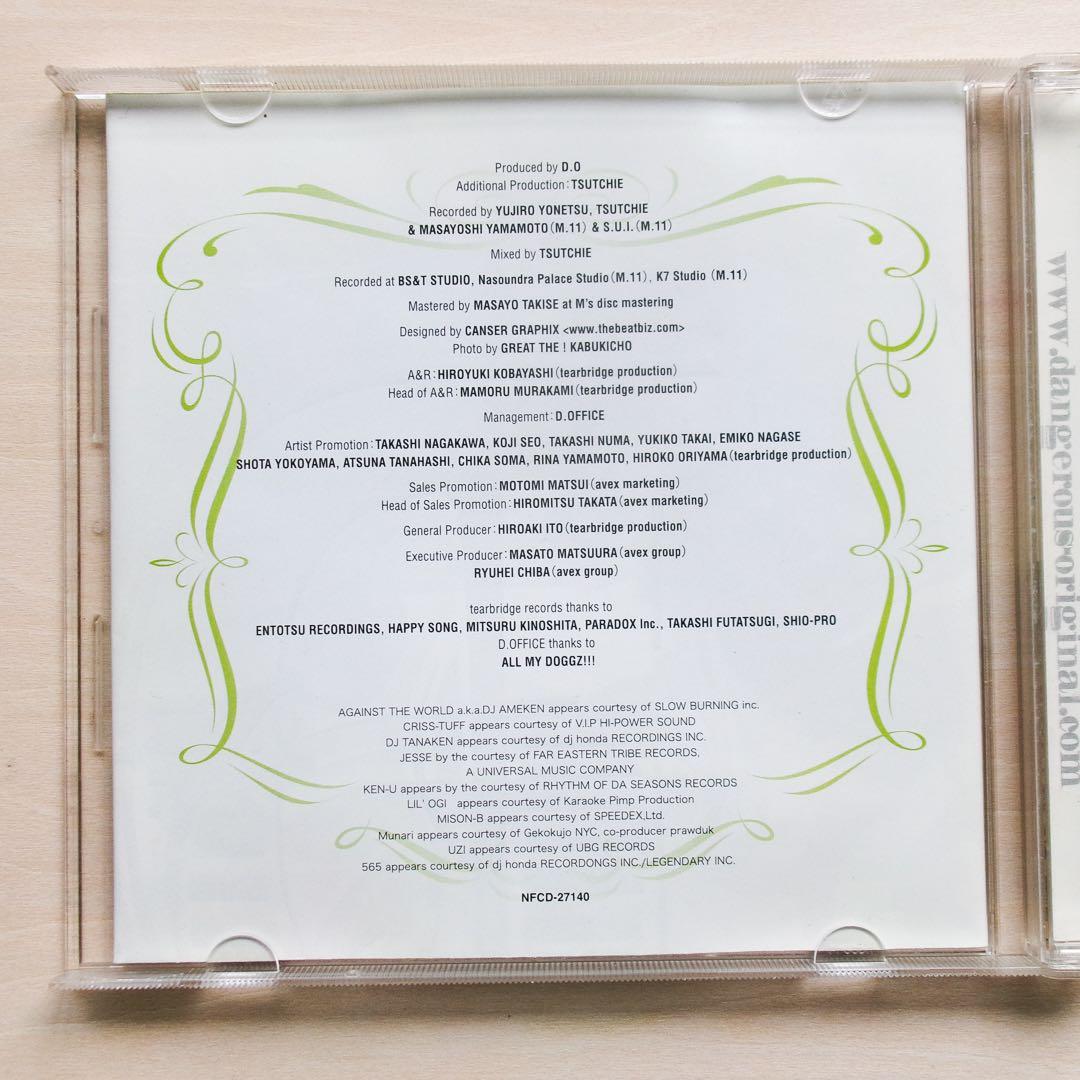 Produced by D.O
Additional Production : TSUTCHIE
Recorded by YUJIRO YONETSU, TSUTCHIE
& MASAYOSHI YAMAMOTO (M.11) & S.U.I. (M.11)
Mixed by TSUTCHIE
Recorded at BS&T STUDIO, Nasoundra Palace Studio (M.11), K7 Studio (M.11)
Mastered by MASAYO TAKISE at M's disc mastering
Designed by CANSER GRAPHIX <www.thebeatbiz.com>
Photo by GREAT THE ! KABUKICHO
A&R : HIROYUKI KOBAYASHI (tearbridge production)
Head of A&R : MAMORU MURAKAMI (tearbridge production)
Management : D.OFFICE
Artist Promotion : TAKASHI NAGAKAWA, KOJI SEO, TAKASHI NUMA, YUKIKO TAKAI, EMIKO NAGASE
SHOTA YOKOYAMA, ATSUNA TANAHASHI, CHIKA SOMA, RINA YAMAMOTO, HIROKO ORIYAMA (tearbridge production)
Sales Promotion : MOTOMI MATSUI (avex marketing)
Head of Sales Promotion : HIROMITSU TAKATA (avex marketing)
General Producer : HIROAKI ITO (tearbridge production)
Executive Producer : MASATO MATSUURA (avex group)
RYUHEI CHIBA (avex group)
tearbridge records thanks to
ENTOTSU RECORDINGS, HAPPY SONG, MITSURU KINOSHITA, PARADOX Inc., TAKASHI FUTATSUGI, SHIO-PRO
D.OFFICE thanks to
ALL MY DOGGZ!!!
AGAINST THE WORLD a.k.a.DJ AMEKEN appears courtesy of SLOW BURNING inc.
CRISS-TUFF appears courtesy of V.I.P HI-POWER SOUND
DJ TANAKEN appears courtesy of dj honda RECORDINGS INC.
JESSE by the courtesy of FAR EASTERN TRIBE RECORDS,
A UNIVERSAL MUSIC COMPANY
KEN-U appears by the courtesy of RHYTHM OF DA SEASONS RECORDS
LIL' OGI appears courtesy of Karaoke Pimp Production
MISON-B appears courtesy of SPEEDEX,Ltd.
Munari appears courtesy of Gekokujo NYC, co-producer prawduk
UZI appears courtesy of UBG RECORDS
565 appears courtesy of dj honda RECORDONGS INC./LEGENDARY INC.
NFCD-27140
www.dangerous-original.com